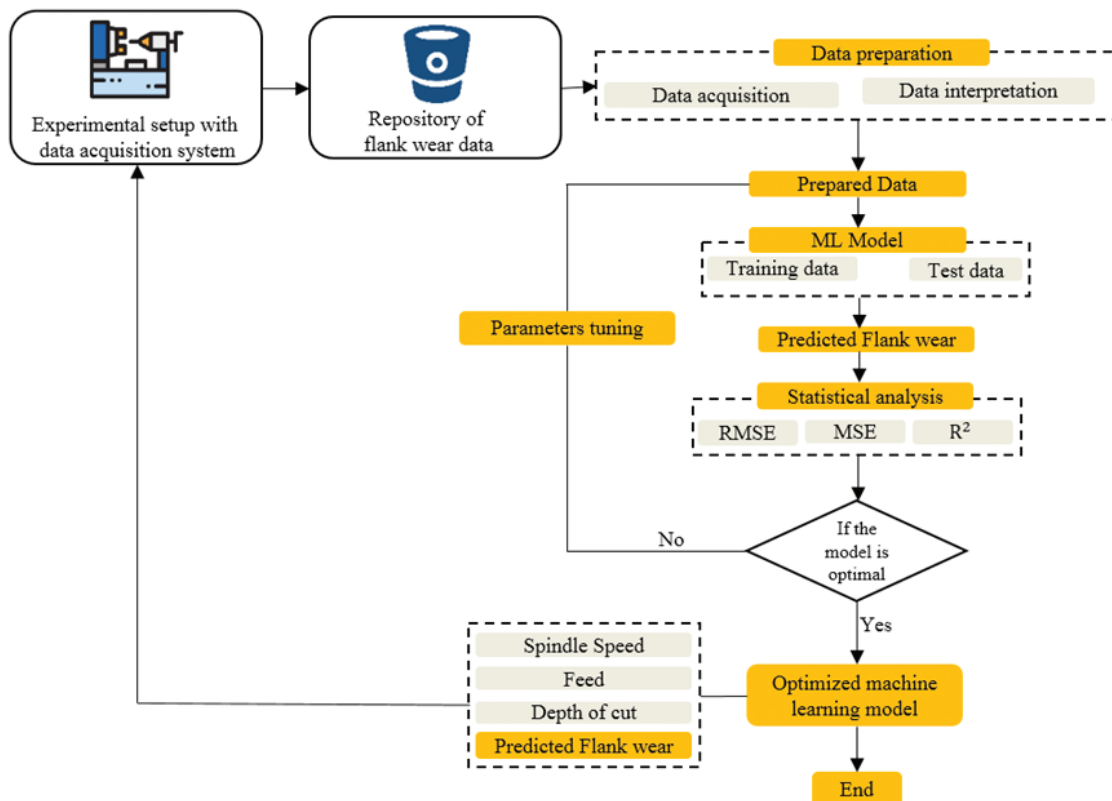 Experimental setup with
data acquisition system
Repository of
flank wear data
Data preparation
Data acquisition
Data interpretation
Prepared Data
ML Model
Training data
Test data
Parameters tuning
Predicted Flank wear
Statistical analysis
RMSE
MSE
R²
If the
model is
optimal
No
Yes
Spindle Speed
Feed
Depth of cut
Predicted Flank wear
Optimized machine
learning model
End